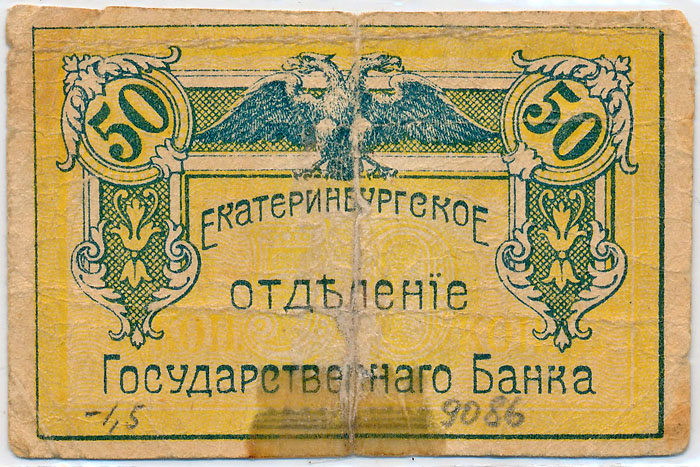 50 50
ЕКАТЕРИНБУРГСКОЕ
ОТДѢЛЕНІЕ
ГОСУДАРСТВЕННАГО БАНКА
-1,5 9086